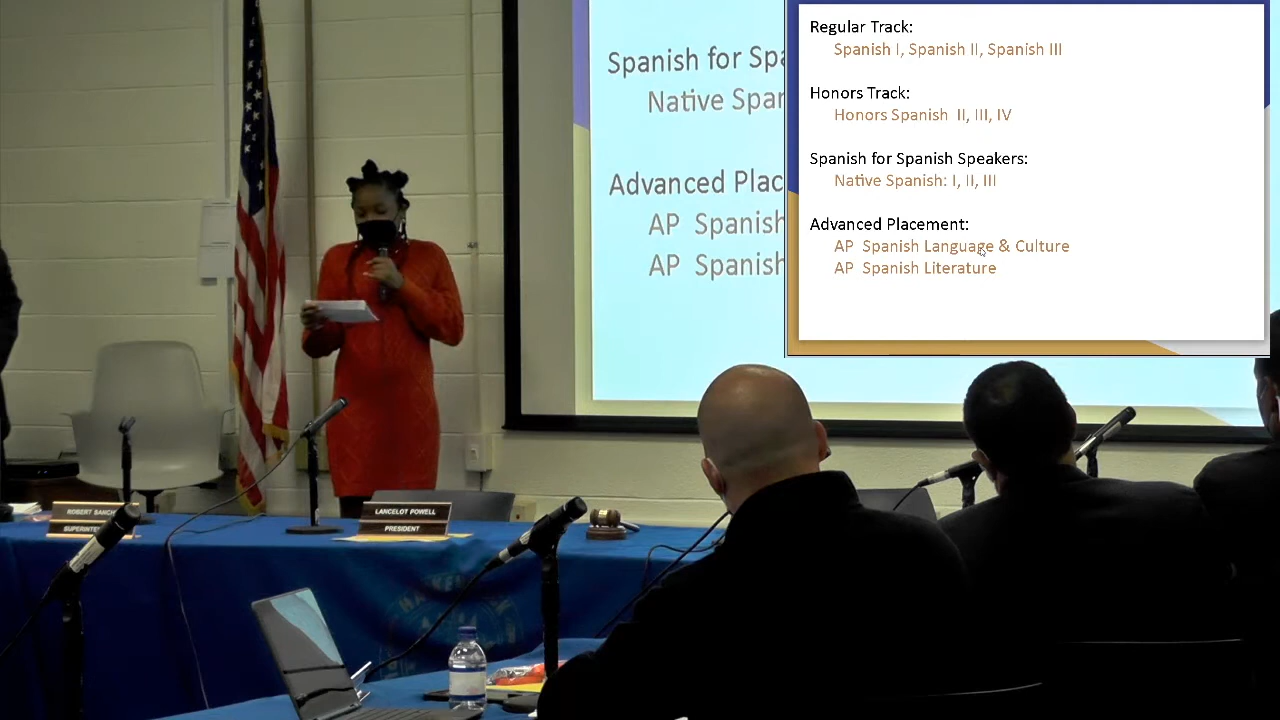 Regular Track:
Spanish I, Spanish II, Spanish III
Honors Track:
Honors Spanish II, III, IV
Spanish for Spanish Speakers:
Native Spanish: I, II, III
Advanced Placement:
AP Spanish Language & Culture
AP Spanish Literature
Spanish for Spa
Native Spa
Advanced Plac
AP Spanish
AP Spanish
ROBERT SANCH
SUPERINTE
LANCELOT POWELL
PRESIDENT